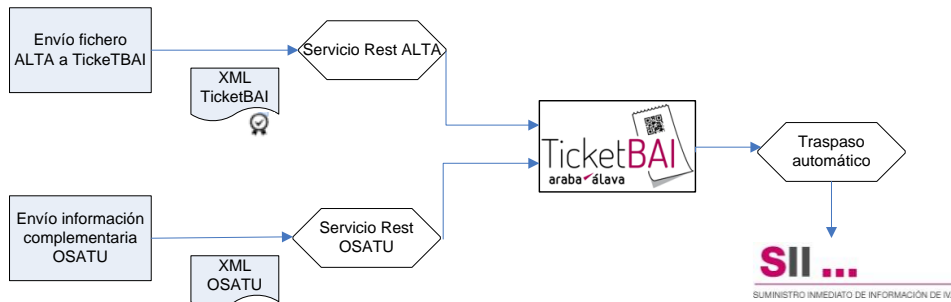 Envío fichero
ALTA a TickeTBAI
Servicio Rest ALTA
XML
TicketBAI
TicketBAI
araba álava
Traspaso
automático
Envío información
complementaria
OSATU
Servicio Rest
OSATU
XML
OSATU
SII ...
SUMINISTRO INMEDIATO DE INFORMACIÓN DE IV